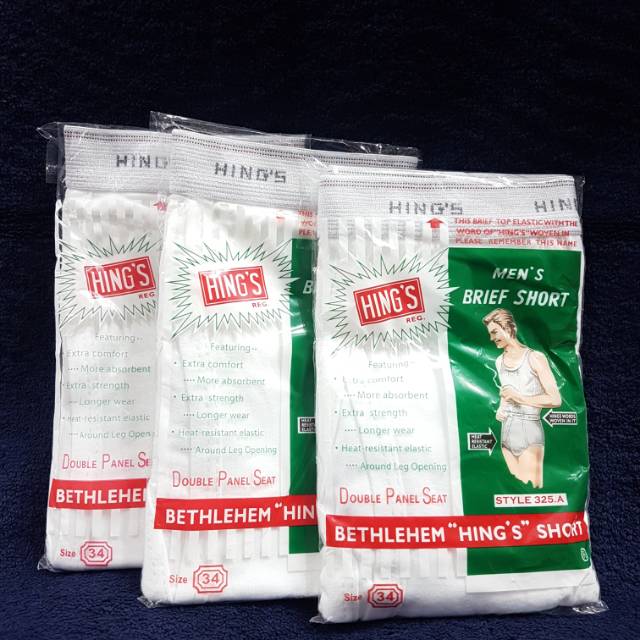 HING'S
HING'S
REG.
Featuring
Extra comfort
.... More absorbent
Extra strength
Longer wear
Heat-resistant elastic
Around Leg Openi
DOUBLE PANEL SE
BETHLEHEM
Size 34
HING'S
THIS
HING'S
REG.
Featuring
• Extra comfort
.... More absorbent
• Extra strength
.... Longer wear
• Heat-resistant elastic
.... Around Leg Opening
DOUBLE PANEL SEAT
BETHLEHEM "HIN
Size 34
HING'S
THIS BRIEF TOP ELASTIC WITH THE
WORD OF "HING'S" WOVEN IN
PLEASE REMEMBER THIS NAME
HING'S
REG.
MEN'S
BRIEF SHORT
Featuring
• Extra comfort
.... More absorbent
• Extra strength
.... Longer wear
• Heat-resistant elastic
.... Around Leg Opening
HEAT
RESISTANT
ELASTIC
HING'S WORDS
WOVEN IN IT
DOUBLE PANEL SEAT
STYLE 325.A
BETHLEHEM "HING'S" SHORT
Size 34